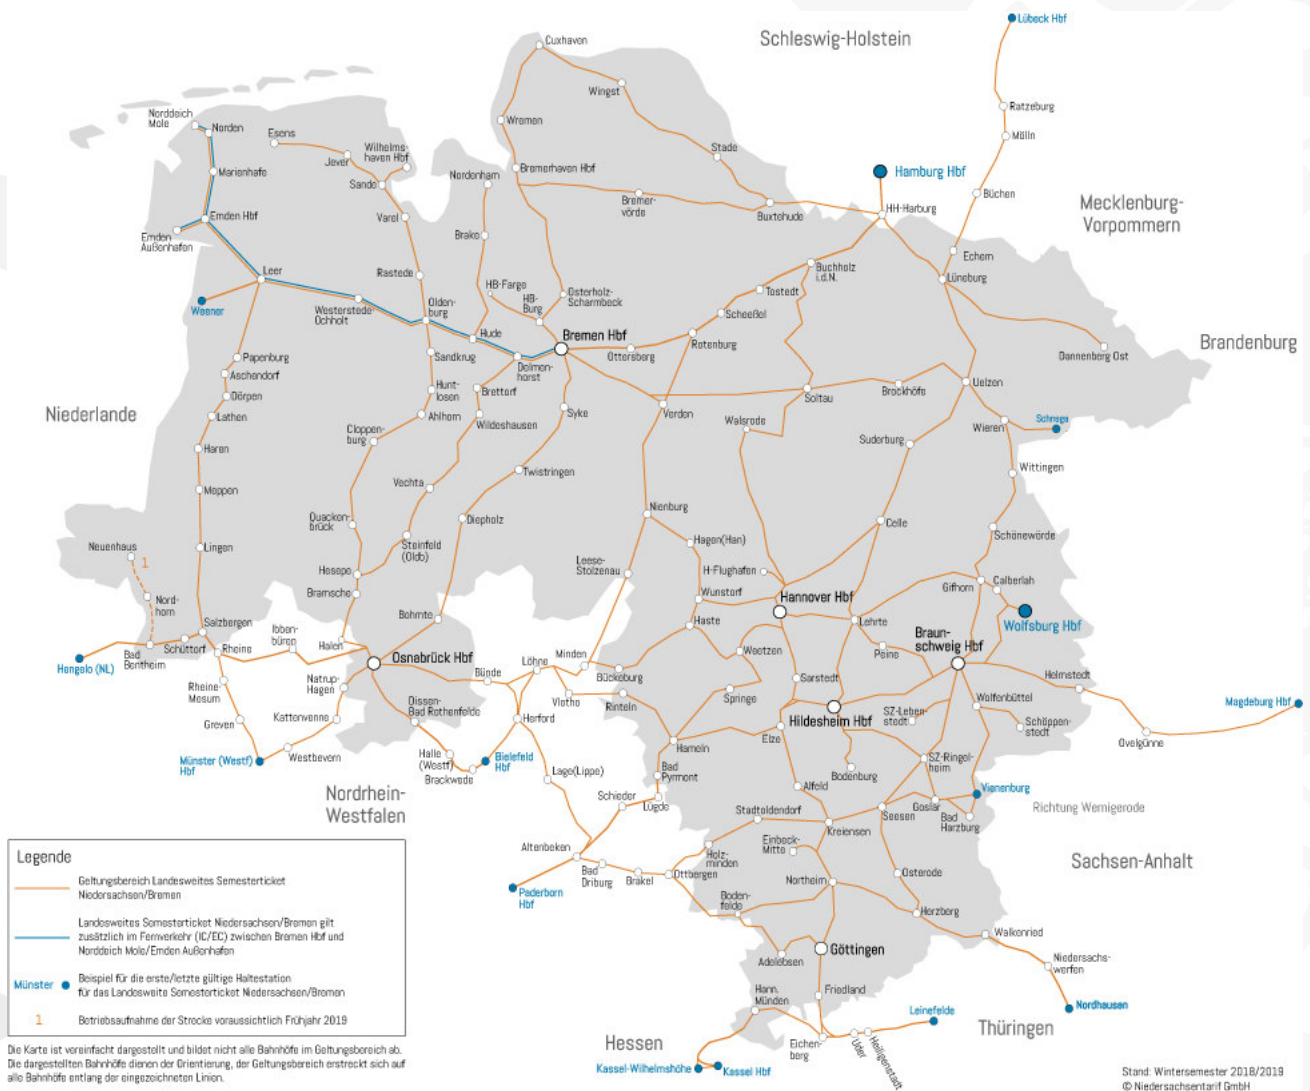 Schleswig-Holstein
Lübeck Hbf
Cuxhaven
Wingst
Ratzeburg
Norddeich
Mole
Norden
Esens
Wremen
Mölln
Jever
Wilhelms-
haven Hbf
Stade
Marienhafe
Sande
Nordenham
Bremerhaven Hbf
Hamburg Hbf
Büchen
Mecklenburg-
Vorpommern
Emden Hbf
Varel
Bremer-
vörde
Buxtehude
HH-Harburg
Emden
Außenhafen
Brake
Echem
Leer
Rastede
HB-Farge
HB-
Burg
Osterholz-
Scharmbeck
Buchholz
i.d.N.
Lüneburg
Weener
Westerstede-
Ochholt
Olden-
burg
Hude
Tostedt
Scheeßel
Bremen Hbf
Ottersberg
Rotenburg
Dannenberg Ost
Brandenburg
Papenburg
Sandkrug
Delmen-
horst
Aschendorf
Dörpen
Hunt-
losen
Brettorf
Soltau
Brockhöfe
Uelzen
Niederlande
Lathen
Ahlhorn
Wildeshausen
Syke
Verden
Walsrode
Schnega
Wieren
Cloppen-
burg
Suderburg
Haren
Wittingen
Twistringen
Meppen
Vechta
Quacken-
brück
Diepholz
Nienburg
Celle
Schönewörde
Neuenhaus
1
Lingen
Steinfeld
(Oldb)
Hagen(Han)
Leese-
Stolzenau
H-Flughafen
Hesepe
Bramsche
Gifhorn
Calberlah
Nord-
horn
Wunstorf
Hannover Hbf
Bohmte
Haste
Lehrte
Wolfsburg Hbf
Salzbergen
Ibben-
büren
Halen
Braun-
schweig Hbf
Bad
Bentheim
Schüttorf
Rheine
Osnabrück Hbf
Löhne
Minden
Weetzen
Peine
Hengelo (NL)
Bünde
Bückeburg
Sarstedt
Helmstedt
Rheine-
Mesum
Natrup-
Hagen
Vlotho
Rinteln
Springe
Wolfenbüttel
Magdeburg Hbf
Greven
Kattenvenne
Dissen-
Bad Rothenfelde
Herford
Hildesheim Hbf
SZ-Leben-
stedt
Schöppen-
stedt
Elze
Ovelgünne
Münster (Westf)
Hbf
Westbevern
Halle
(Westf)
Brackwede
Bielefeld
Hbf
Hameln
SZ-Ringel-
heim
Bad
Pyrmont
Bodenburg
Lage(Lippe)
Alfeld
Vienenburg
Nordrhein-
Westfalen
Schieder
Lügde
Goslar
Richtung Wernigerode
Stadtoldendorf
Seesen
Bad
Harzburg
Kreiensen
Altenbeken
Holz-
minden
Einbeck-
Mitte
Sachsen-Anhalt
Bad
Driburg
Brakel
Ottbergen
Northeim
Osterode
Paderborn
Hbf
Boden-
felde
Herzberg
Walkenried
Göttingen
Adelebsen
Niedersachs-
werfen
Hann.
Münden
Friedland
Nordhausen
Leinefelde
Thüringen
Hessen
Eichen-
berg
Uder
Heiligenstadt
Kassel-Wilhelmshöhe
Kassel Hbf
Legende
Geltungsbereich Landesweites Semesterticket
Niedersachsen/Bremen
Landesweites Semesterticket Niedersachsen/Bremen gilt
zusätzlich im Fernverkehr (IC/EC) zwischen Bremen Hbf und
Norddeich Mole/Emden Außenhafen
Münster
Beispiel für die erste/letzte gültige Haltestation
für das Landesweite Semesterticket Niedersachsen/Bremen
1
Betriebsaufnahme der Strecke voraussichtlich Frühjahr 2019
Die Karte ist vereinfacht dargestellt und bildet nicht alle Bahnhöfe im Geltungsbereich ab.
Die dargestellten Bahnhöfe dienen der Orientierung, der Geltungsbereich erstreckt sich auf
alle Bahnhöfe entlang der eingezeichneten Linien.
Stand: Wintersemester 2018/2019
© Niedersachsentarif GmbH